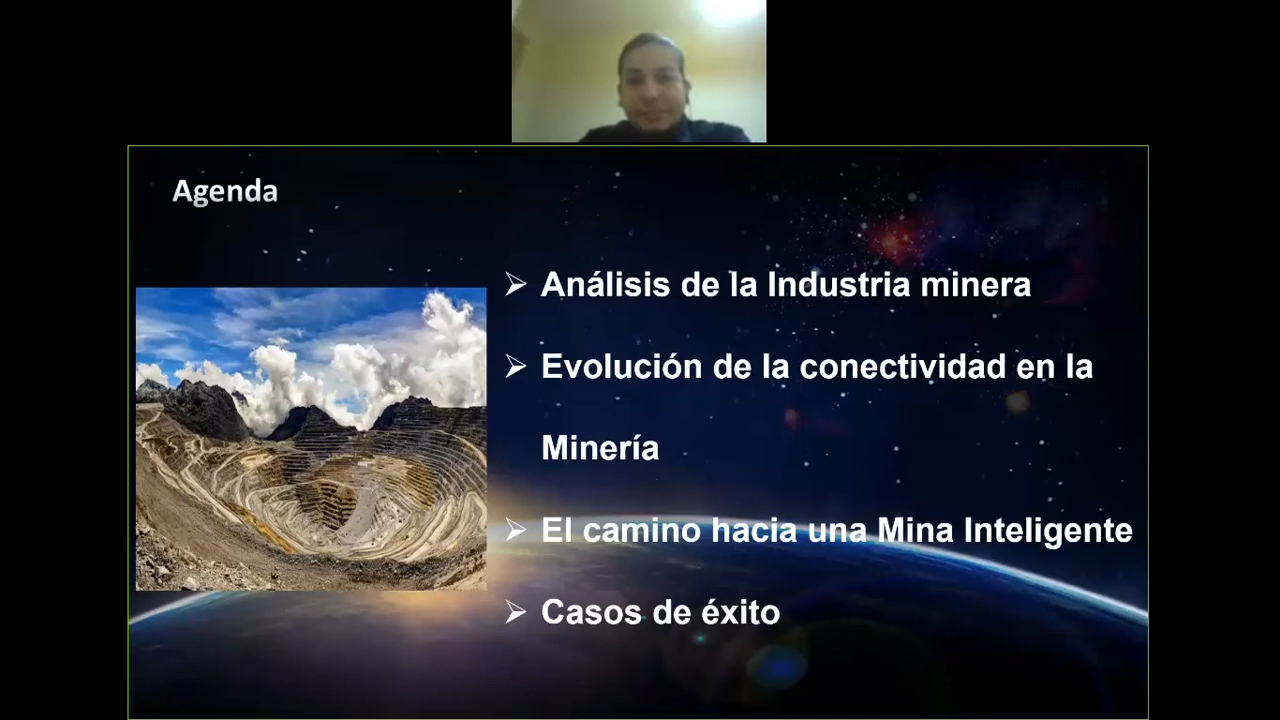 Agenda
➢ Análisis de la Industria minera
➢ Evolución de la conectividad en la
Minería
➢ El camino hacia una Mina Inteligente
➢ Casos de éxito